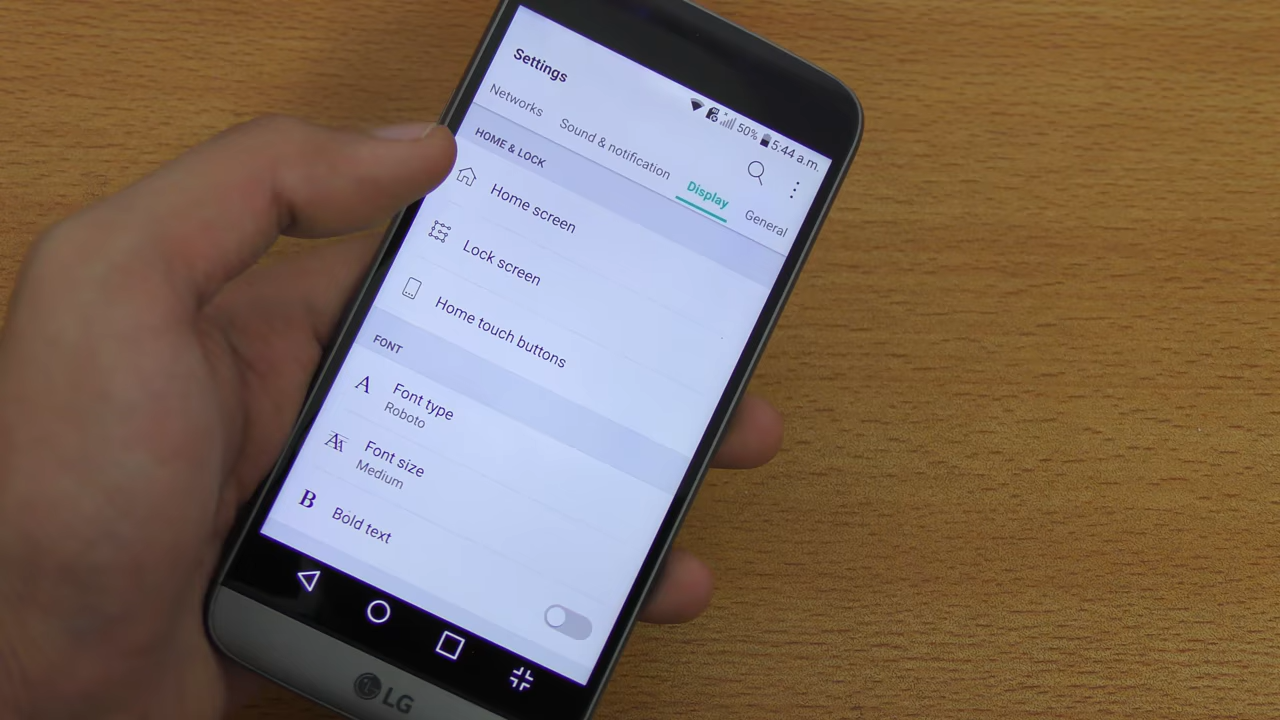 50% 5:44 a.m.
Settings
Networks Sound & notification Display General
HOME & LOCK
Home screen
Lock screen
Home touch buttons
FONT
A Font type
Roboto
AA Font size
Medium
B Bold text
LG